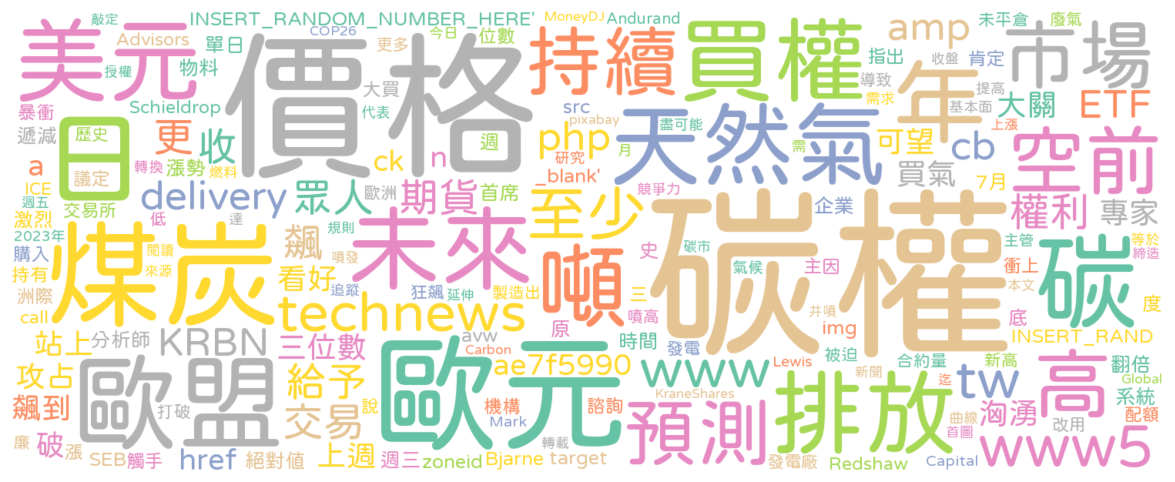 敲定 INSERT_RANDOM_NUMBER_HERE' MoneyDJ Andurand 未平倉 廢氣
美元 Advisors 單日 COP26 更多 今日 一位數 amp 市場
授權 物料 價格 大買 持續 買權 指出 收盤 肯定
暴衝 Schieldrop 代表 src 導致 年 提高 大關 ETF
遞減 日 歷史 更 收 週 pixabay 天然氣 需求 基本面 上漲
議定 轉換 漲勢 ck n php 盡可能 可望 cb 空前
a 燃料 研究 月 需 買氣
ICE 交易所 delivery 眾人 歐洲 期貨 首席 _blank' 競爭力 7月 權利 專家
週五 激烈 低 達 至少 企業
2023年 煤炭 飆 規則 未來 噸 史 碳權 主管 碳 等於
購入 閱讀 噴發 碳市 締造
持有 來源 看好 追蹤 狂飆 延伸 製造出 氣候 主因 衝上
洲際 technews 三 井噴 本文 度
call 分析師 原 噴高 img 底 INSERT_RAND
站上 KRBN 三位數 avw 時間 發電 被迫 合約量 新高 翻倍
攻占 歐盟 給予 歐元 Carbon ae7f5990 www Lewis 新聞 迄 tw 高 Global
飆到 打破 交易 說 機構 諮詢 KraneShares 排放 系統
廉 破 漲 Mark 預測 曲線 洶湧 改用 配額
SEB 觸手 href 絕對值 上週 週三 zoneid Bjarne 轉載 target 發電廠 Redshaw 首圖 Capital www5